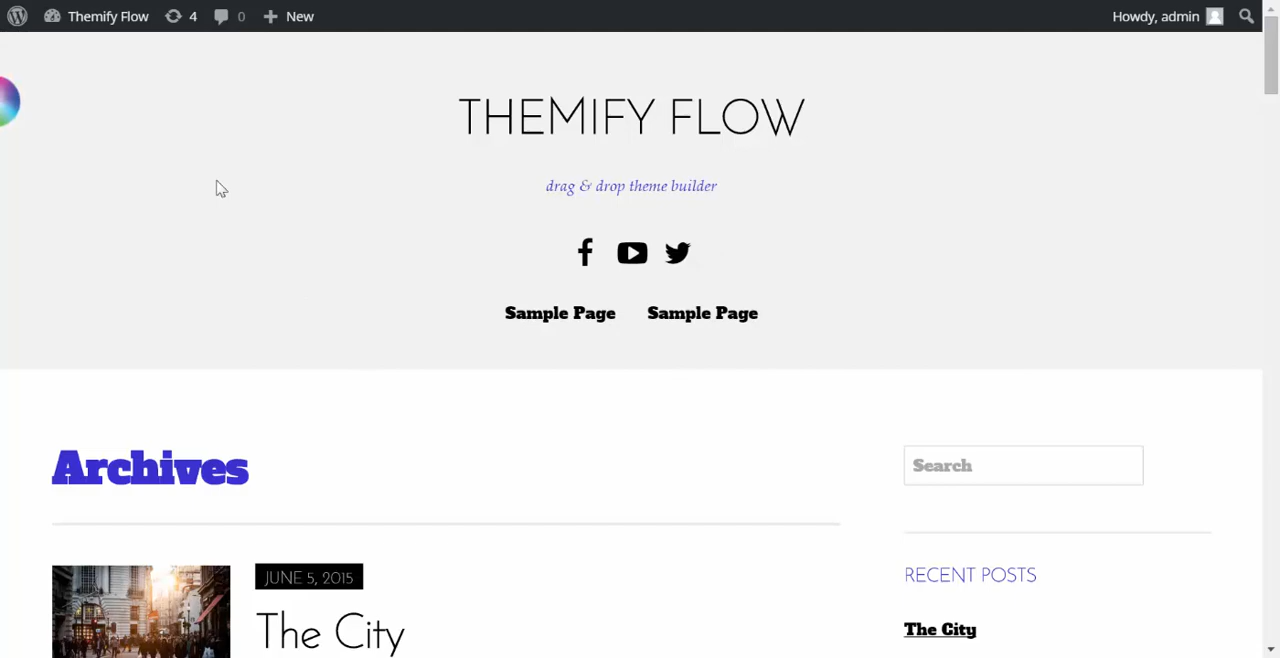 Themify Flow 4 0 New Howdy, admin
THEMIFY FLOW
drag & drop theme builder
Sample Page Sample Page
Archives
Search
JUNE 5, 2015
RECENT POSTS
The City
The City